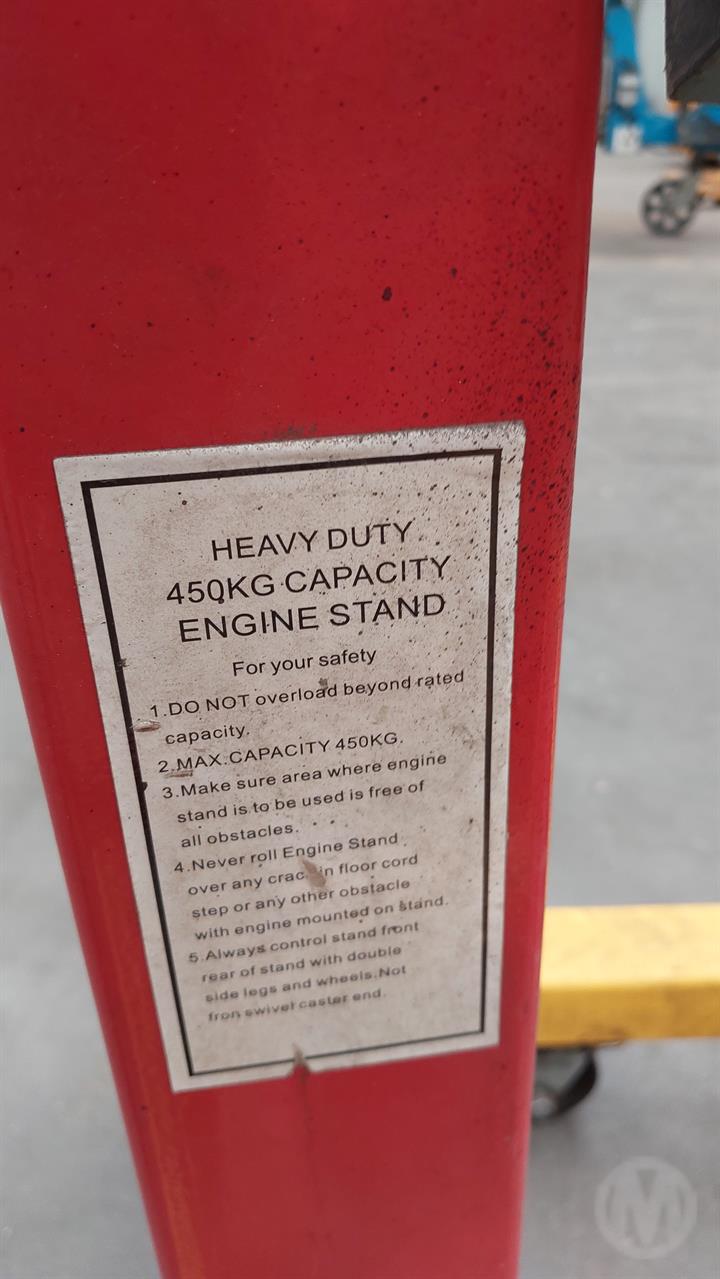 HEAVY DUTY
450KG CAPACITY
ENGINE STAND
For your safety
1.DO NOT overload beyond rated
capacity.
2.MAX.CAPACITY 450KG.
3.Make sure area where engine
stand is to be used is free of
all obstacles.
4.Never roll Engine Stand
over any in floor cord
step or any other obstacle
with engine mounted on stand.
5.Always control stand front
rear of stand with double
side legs and wheels.Not
fron swivel caster end.
M